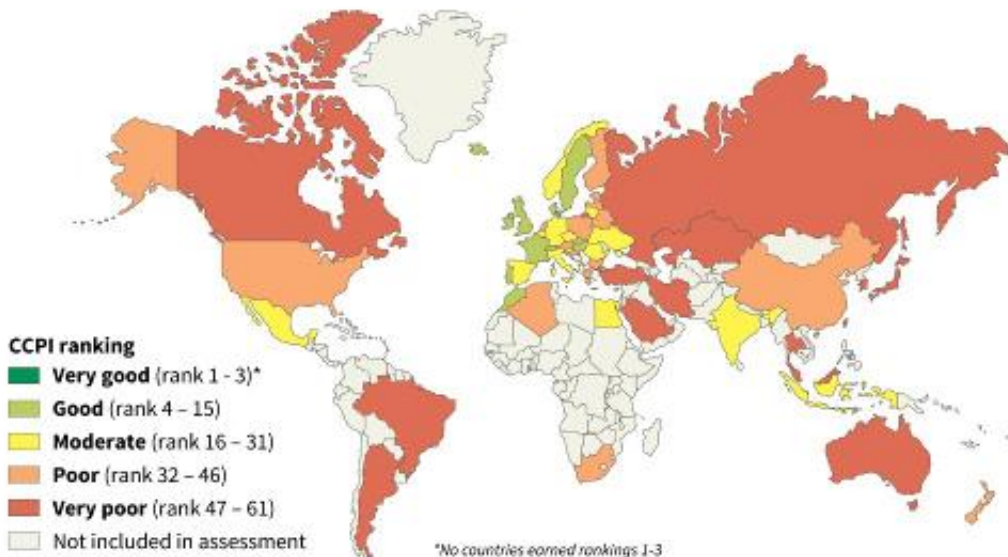 CCPI ranking
Very good (rank 1 - 3)*
Good (rank 4 – 15)
Moderate (rank 16 – 31)
Poor (rank 32 – 46)
Very poor (rank 47 – 61)
Not included in assessment
*No countries earned rankings 1-3